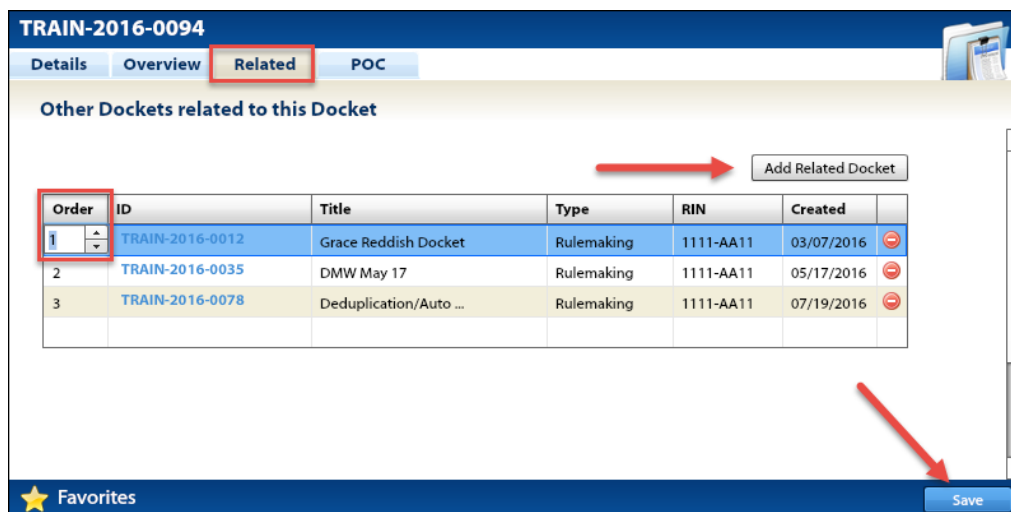 TRAIN-2016-0094
Details Overview Related POC
Other Dockets related to this Docket
Add Related Docket
Order ID Title Type RIN Created
1 TRAIN-2016-0012 Grace Reddish Docket Rulemaking 1111-AA11 03/07/2016
2 TRAIN-2016-0035 DMW May 17 Rulemaking 1111-AA11 05/17/2016
3 TRAIN-2016-0078 Deduplication/Auto ... Rulemaking 1111-AA11 07/19/2016
Favorites Save